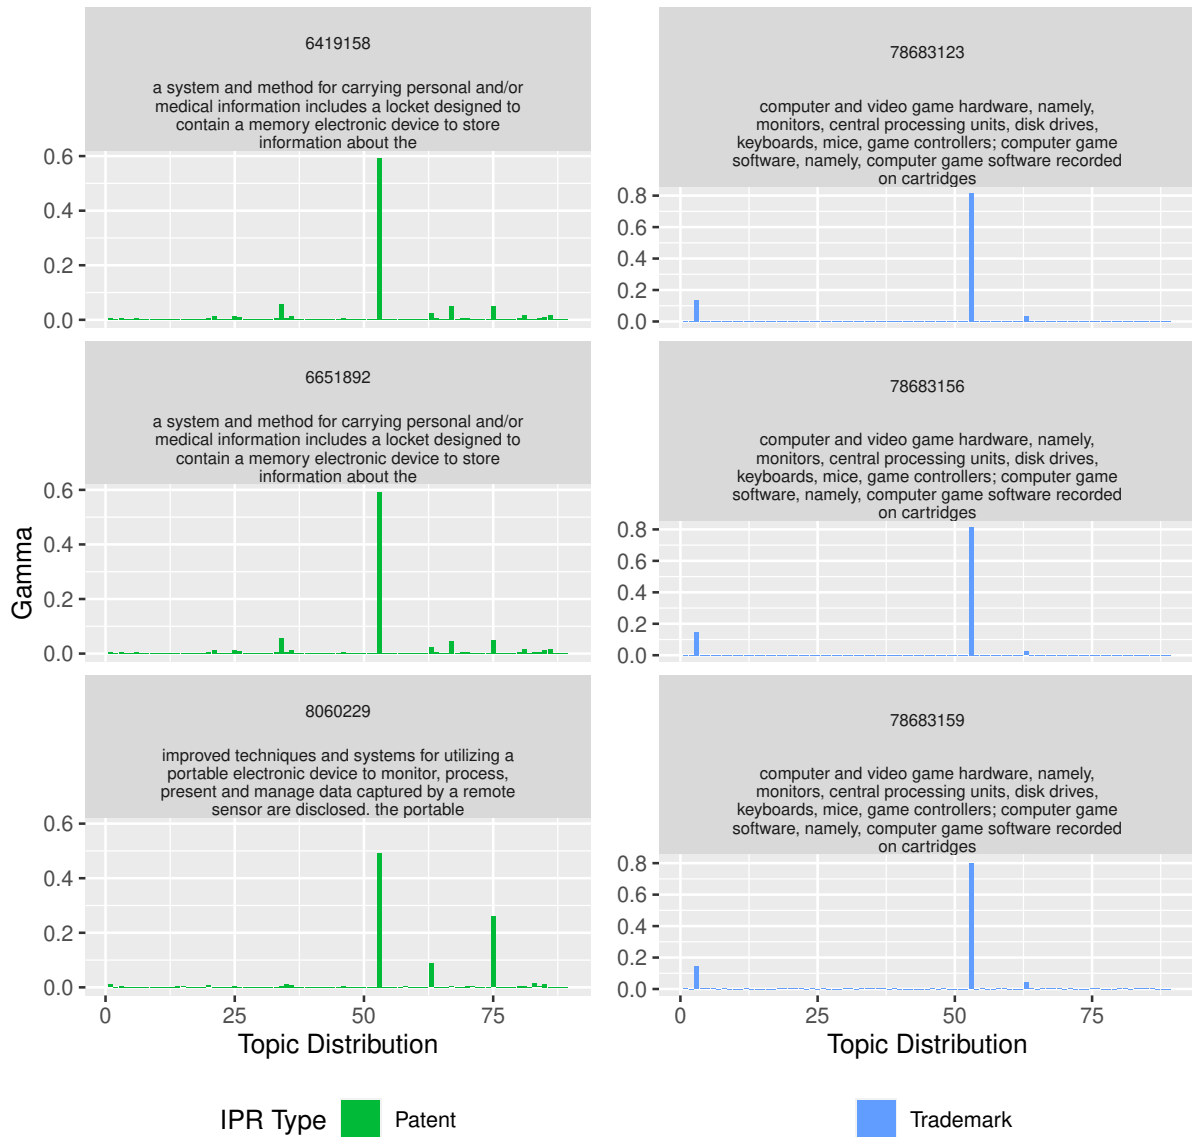 6419158
a system and method for carrying personal and/or
medical information includes a locket designed to
contain a memory electronic device to store
information about the
0.6
0.4
0.2
0.0
78683123
computer and video game hardware, namely,
monitors, central processing units, disk drives,
keyboards, mice, game controllers; computer game
software, namely, computer game software recorded
on cartridges
0.8
0.6
0.4
0.2
0.0
6651892
a system and method for carrying personal and/or
medical information includes a locket designed to
contain a memory electronic device to store
information about the
0.6
0.4
0.2
0.0
78683156
computer and video game hardware, namely,
monitors, central processing units, disk drives,
keyboards, mice, game controllers; computer game
software, namely, computer game software recorded
on cartridges
0.8
0.6
0.4
0.2
0.0
Gamma
8060229
improved techniques and systems for utilizing a
portable electronic device to monitor, process,
present and manage data captured by a remote
sensor are disclosed. the portable
0.6
0.4
0.2
0.0
0 25 50 75
Topic Distribution
78683159
computer and video game hardware, namely,
monitors, central processing units, disk drives,
keyboards, mice, game controllers; computer game
software, namely, computer game software recorded
on cartridges
0.8
0.6
0.4
0.2
0.0
0 25 50 75
Topic Distribution
IPR Type Patent Trademark